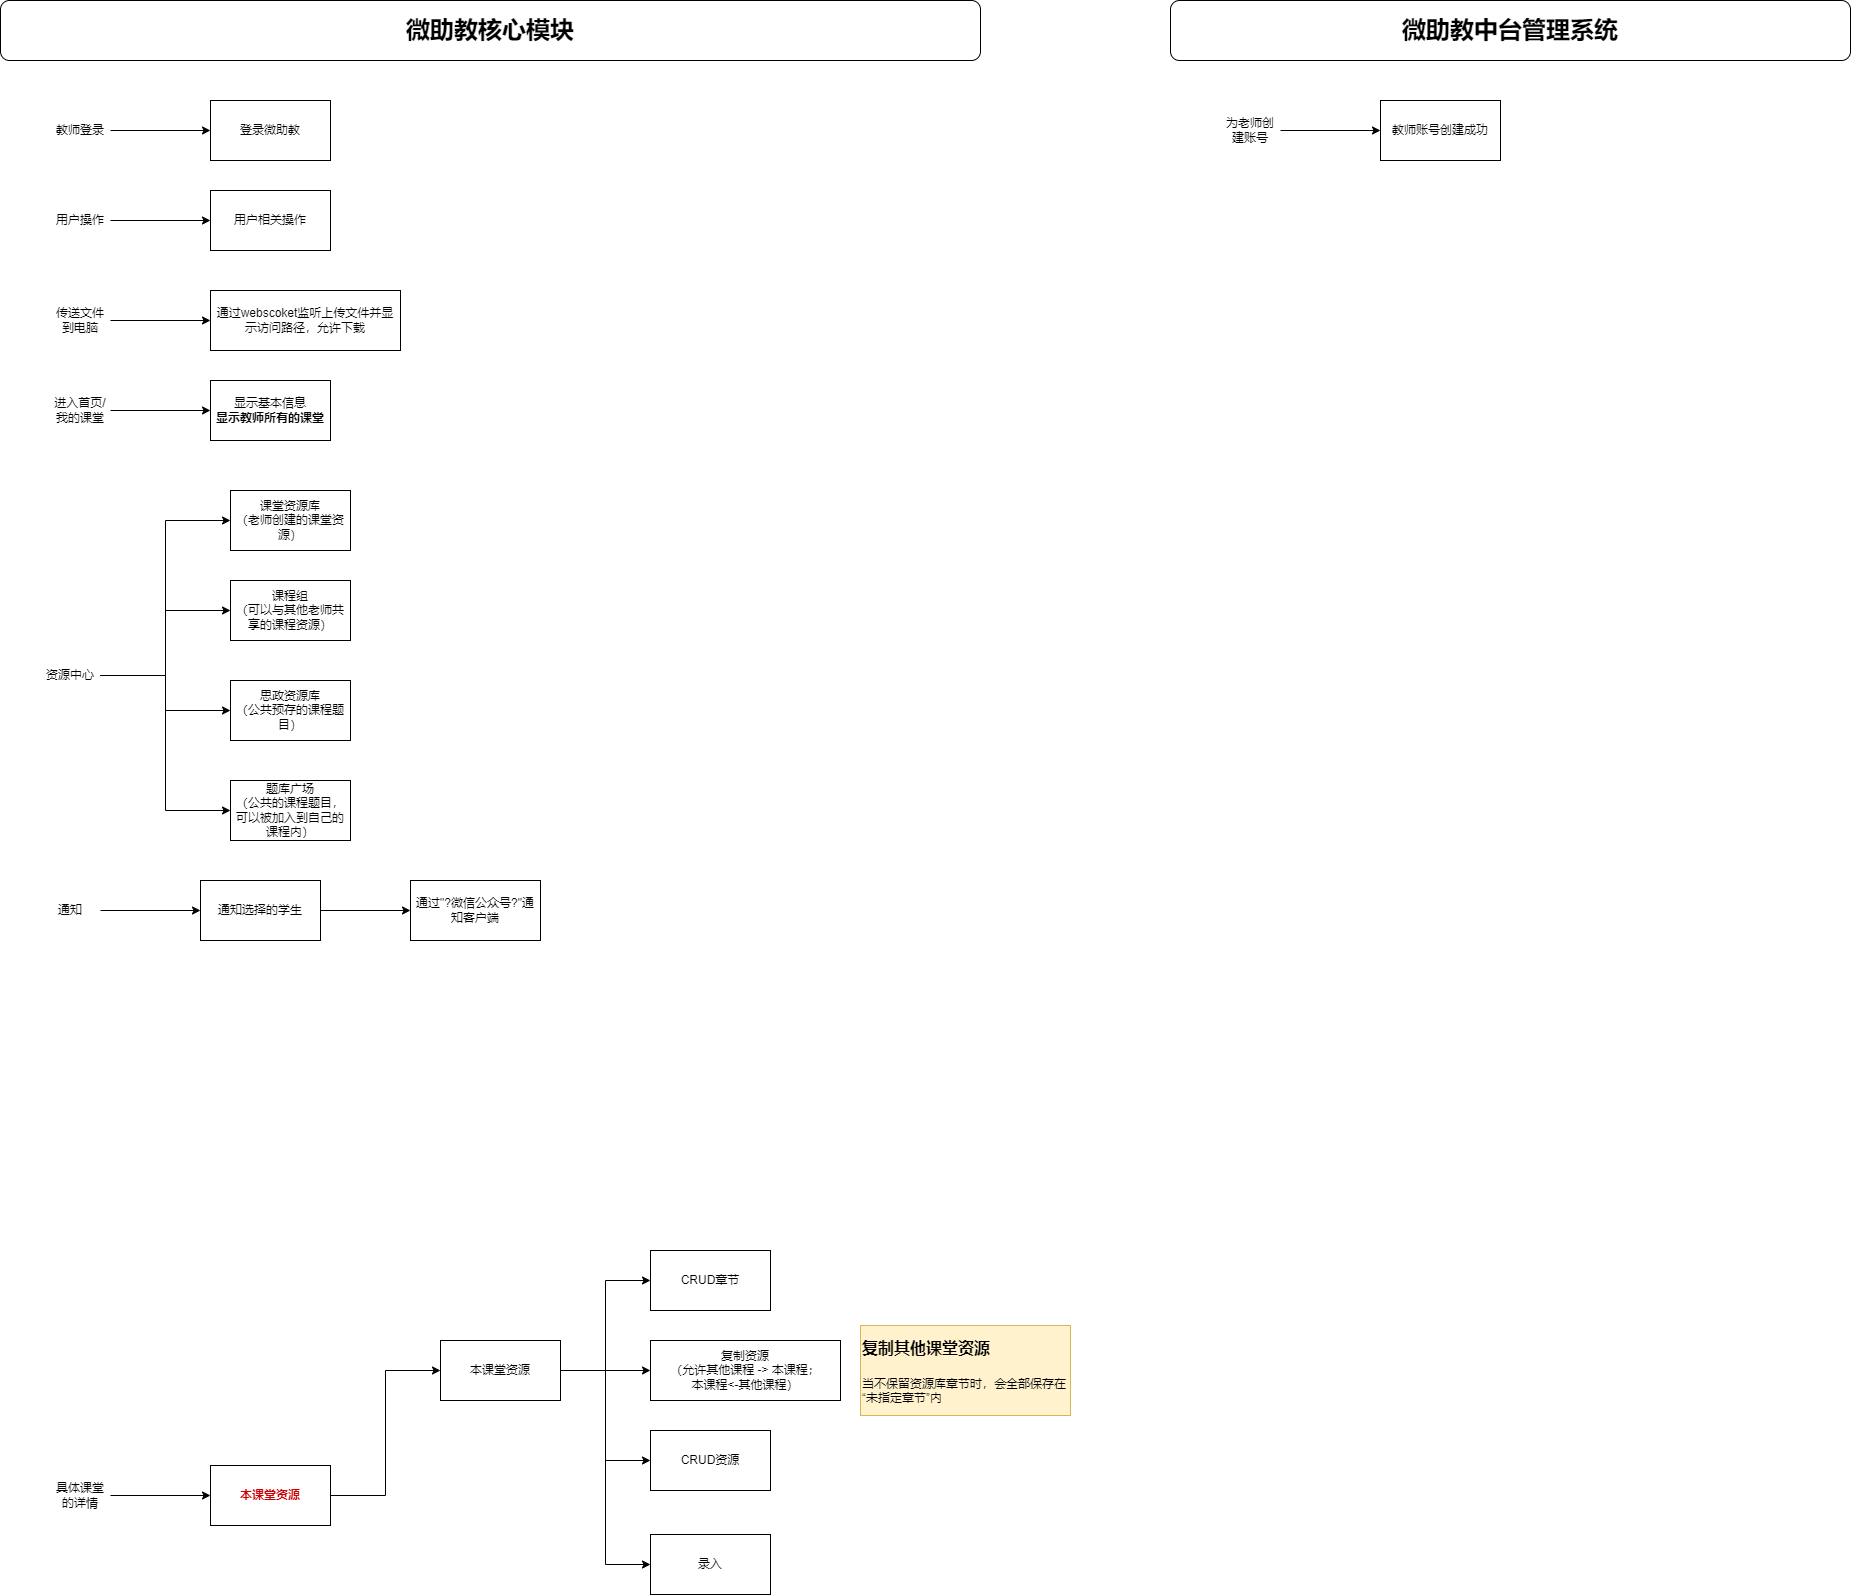 微助教核心模块
微助教中台管理系统
教师登录
登录微助教
为老师创
建账号
教师账号创建成功
用户操作
用户相关操作
传送文件
到电脑
通过webscoket监听上传文件并显
示访问路径，允许下载
进入首页/
我的课堂
显示基本信息
显示教师所有的课堂
资源中心
课堂资源库
（老师创建的课堂资
源）
课程组
（可以与其他老师共
享的课程资源）
思政资源库
（公共预存的课程题
目）
题库广场
（公共的课程题目，
可以被加入到自己的
课程内）
通知
通知选择的学生
通过"?微信公众号?"通
知客户端
具体课堂
的详情
本课堂资源
本课堂资源
CRUD章节
复制资源
（允许其他课程 -> 本课程；
本课程<-其他课程）
复制其他课堂资源
当不保留资源库章节时，会全部保存在
“未指定章节”内
CRUD资源
录入